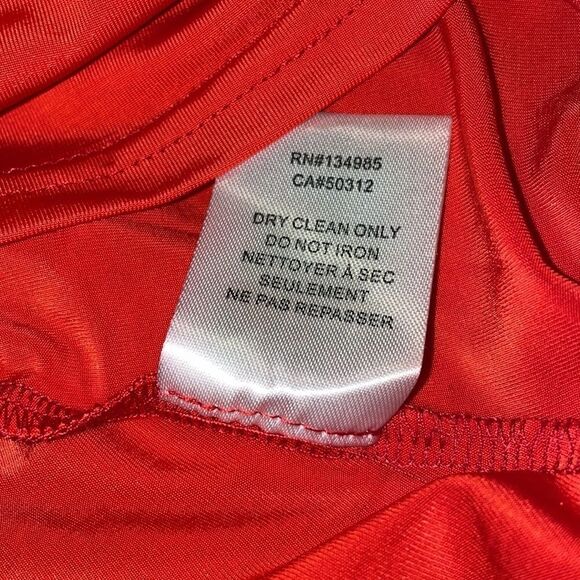 RN#134985
CA#50312
DRY CLEAN ONLY
DO NOT IRON
NETTOYER À SEC
SEULEMENT
NE PAS REPASSER